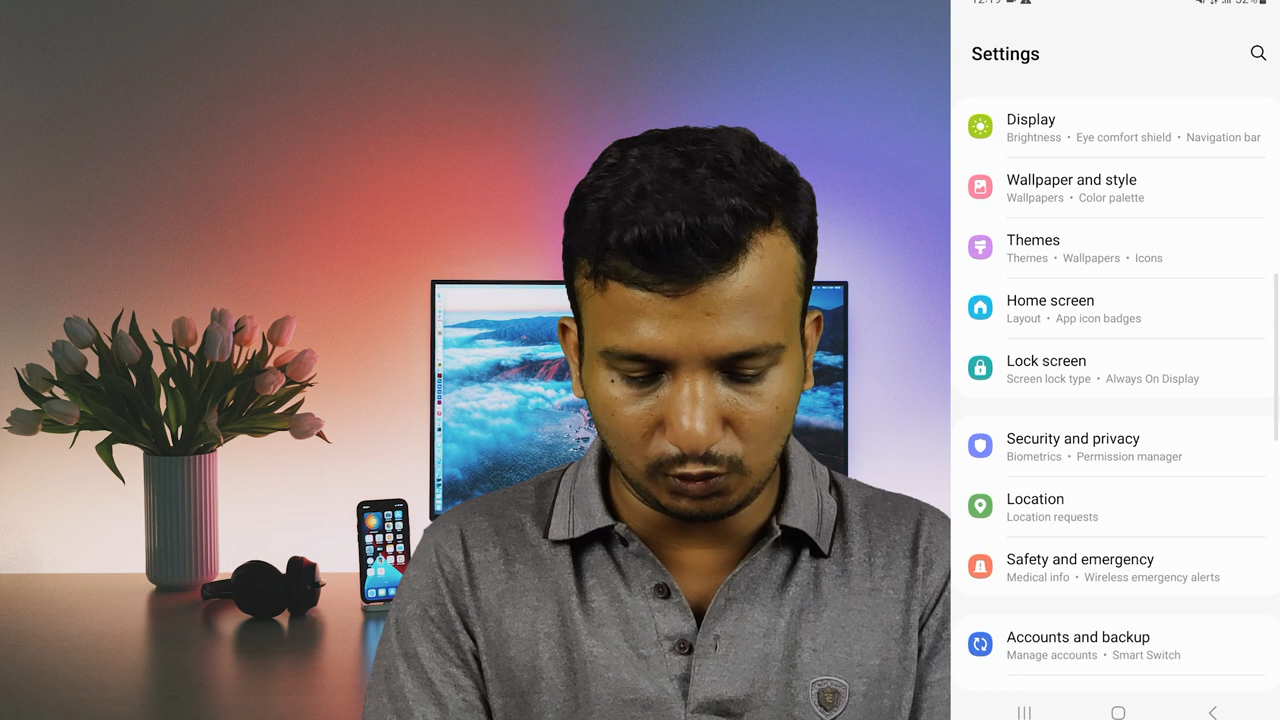 Settings
Display
Brightness • Eye comfort shield • Navigation bar
Wallpaper and style
Wallpapers • Color palette
Themes
Themes • Wallpapers • Icons
Home screen
Layout • App icon badges
Lock screen
Screen lock type • Always On Display
Security and privacy
Biometrics • Permission manager
Location
Location requests
Safety and emergency
Medical info • Wireless emergency alerts
Accounts and backup
Manage accounts • Smart Switch